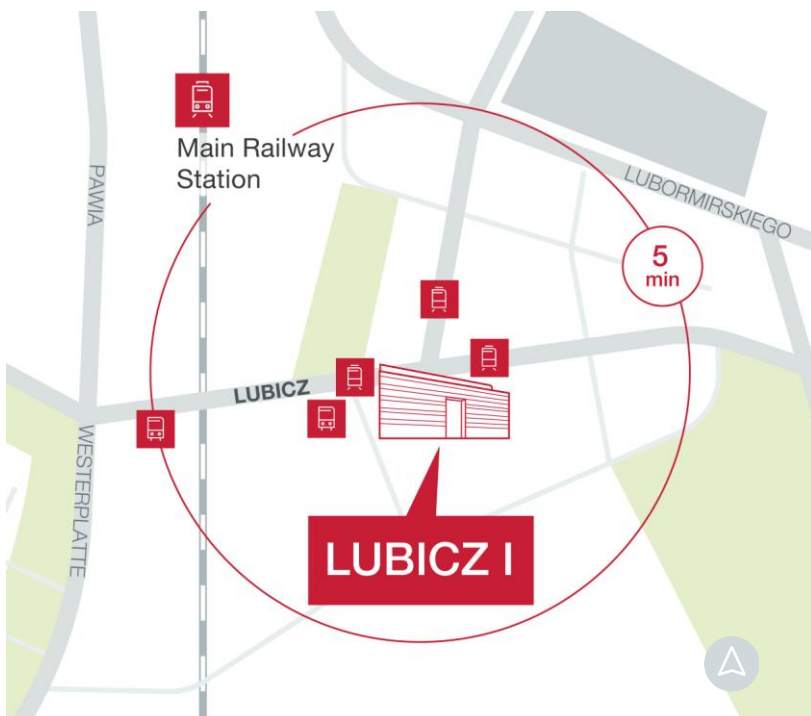 Main Railway
Station
PAWIA
LUBORMIRSKIEGO
5
min
LUBICZ
WESTERPLATTE
LUBICZ I